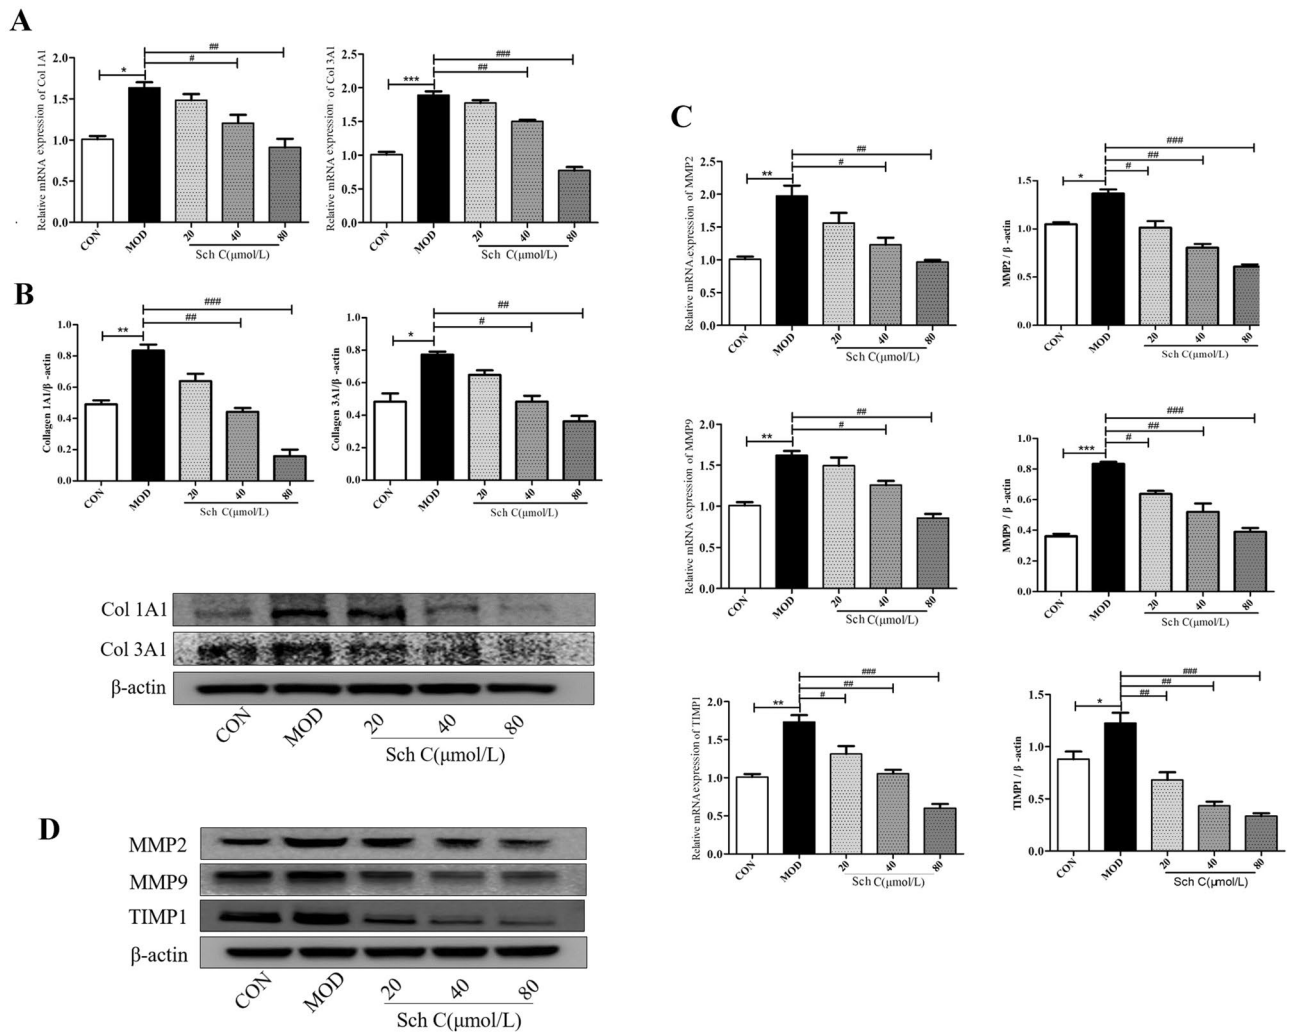 A
Relative mRNA expression of Col 1A1
2.0
1.5
1.0
0.5
0.0
*
#
##
CON
MOD
20
40
80
Sch C(μmol/L)
Relative mRNA expression of Col 3A1
2.5
2.0
1.5
1.0
0.5
0.0
***
##
###
CON
MOD
20
40
80
Sch C(μmol/L)
B
Collagen 1A1/β -actin
1.0
0.8
0.6
0.4
0.2
0.0
**
##
###
CON
MOD
20
40
80
Sch C(μmol/L)
Collagen 3A1/β -actin
1.0
0.8
0.6
0.4
0.2
0.0
*
#
##
CON
MOD
20
40
80
Sch C(μmol/L)
Col 1A1
Col 3A1
β-actin
CON
MOD
20
40
80
Sch C(μmol/L)
C
Relative mRNA expression of MMP2
2.5
2.0
1.5
1.0
0.5
0.0
**
#
##
CON
MOD
20
40
80
Sch C(μmol/L)
MMP2 / β -actin
1.5
1.0
0.5
0.0
*
#
##
###
CON
MOD
20
40
80
Sch C(μmol/L)
Relative mRNA expression of MMP9
2.0
1.5
1.0
0.5
0.0
**
#
##
CON
MOD
20
40
80
Sch C(μmol/L)
MMP9 / β -actin
1.0
0.8
0.6
0.4
0.2
0.0
***
#
##
###
CON
MOD
20
40
80
Sch C(μmol/L)
Relative mRNA expression of TIMP1
2.0
1.5
1.0
0.5
0.0
**
#
##
###
CON
MOD
20
40
80
Sch C(μmol/L)
TIMP1 / β -actin
1.5
1.0
0.5
0.0
*
##
##
###
CON
MOD
20
40
80
Sch C(μmol/L)
D
MMP2
MMP9
TIMP1
β-actin
CON
MOD
20
40
80
Sch C(μmol/L)